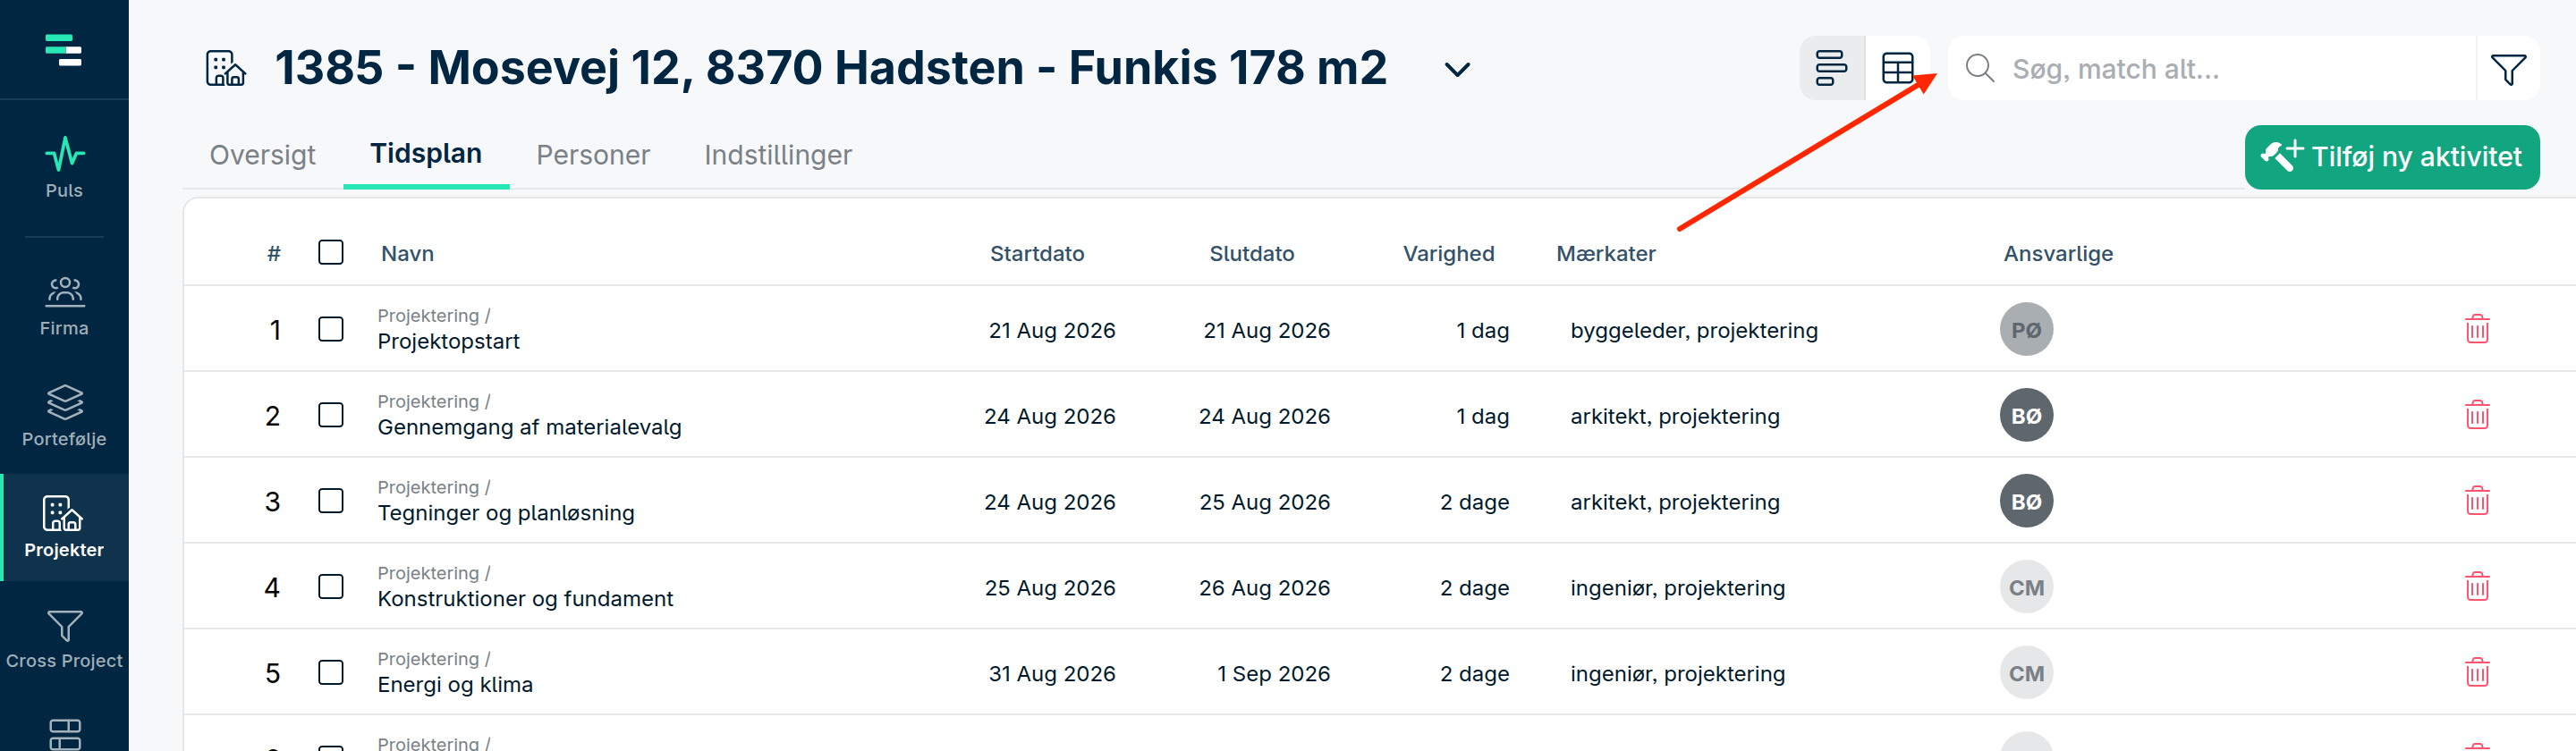 1385 - Mosevej 12, 8370 Hadsten - Funkis 178 m2
Søg, match alt...
Oversigt Tidsplan Personer Indstillinger
Tilføj ny aktivitet
Puls
Firma
Portefølje
Projekter
Cross Project
# Navn Startdato Slutdato Varighed Mærkater Ansvarlige
Projektering /
1 Projektopstart 21 Aug 2026 21 Aug 2026 1 dag byggeleder, projektering PØ
Projektering /
2 Gennemgang af materialevalg 24 Aug 2026 24 Aug 2026 1 dag arkitekt, projektering BØ
Projektering /
3 Tegninger og planløsning 24 Aug 2026 25 Aug 2026 2 dage arkitekt, projektering BØ
Projektering /
4 Konstruktioner og fundament 25 Aug 2026 26 Aug 2026 2 dage ingeniør, projektering CM
Projektering /
5 Energi og klima 31 Aug 2026 1 Sep 2026 2 dage ingeniør, projektering CM
Projektering /